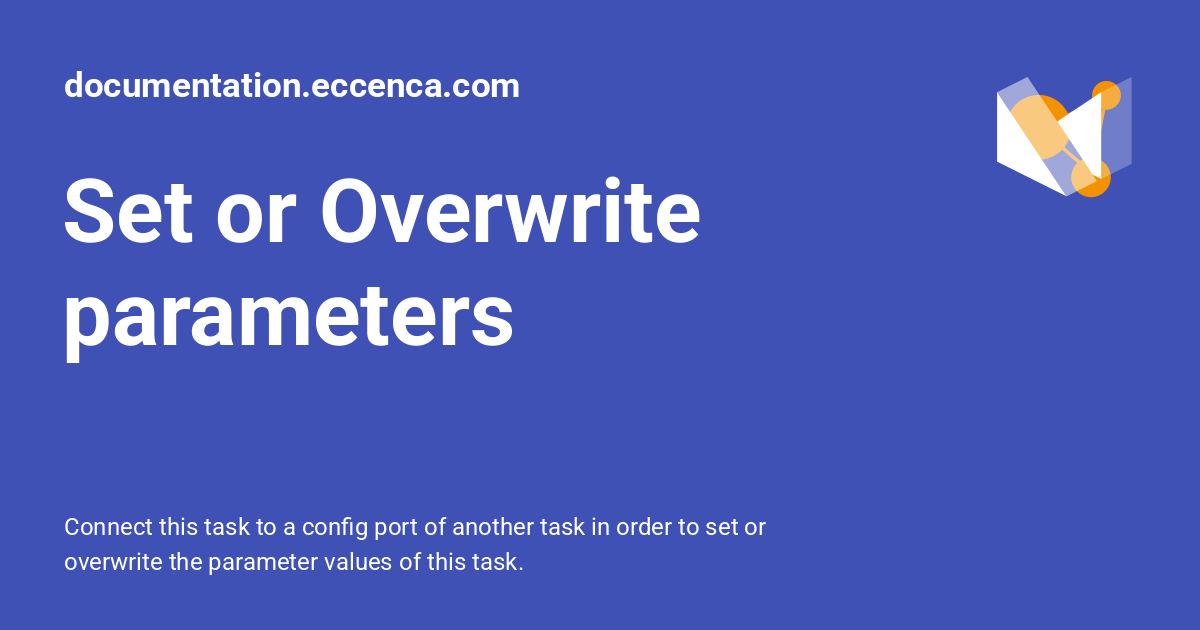 documentation.eccenca.com
Set or Overwrite
parameters
Connect this task to a config port of another task in order to set or
overwrite the parameter values of this task.